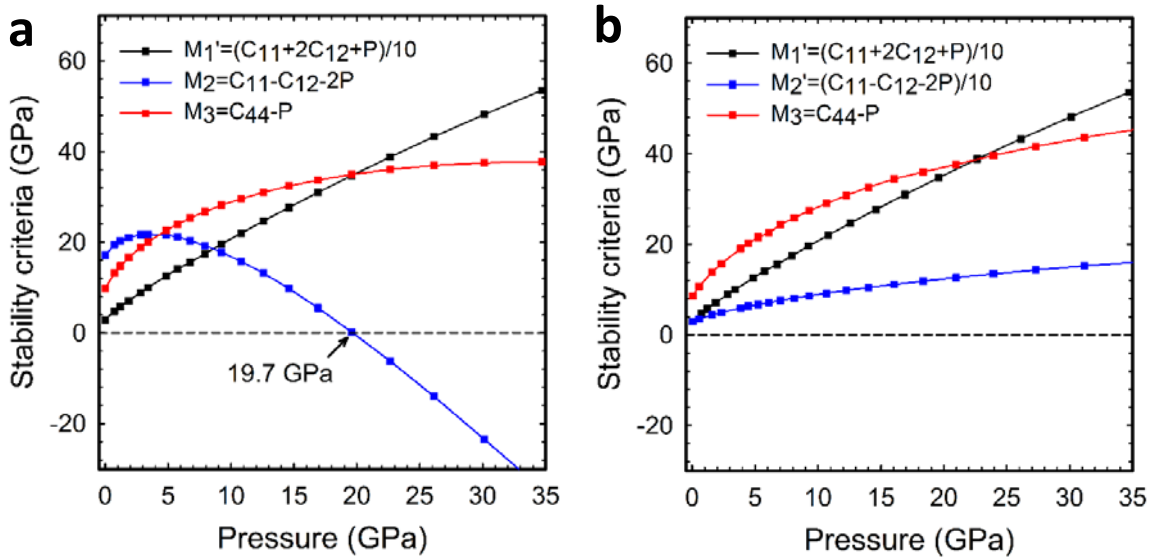 a
M1'=(C11+2C12+P)/10
M2=C11-C12-2P
M3=C44-P
Stability criteria (GPa)
60
40
20
0
-20
19.7 GPa
0 5 10 15 20 25 30 35
Pressure (GPa)
b
M1'=(C11+2C12+P)/10
M2'=(C11-C12-2P)/10
M3=C44-P
Stability criteria (GPa)
60
40
20
0
-20
0 5 10 15 20 25 30 35
Pressure (GPa)